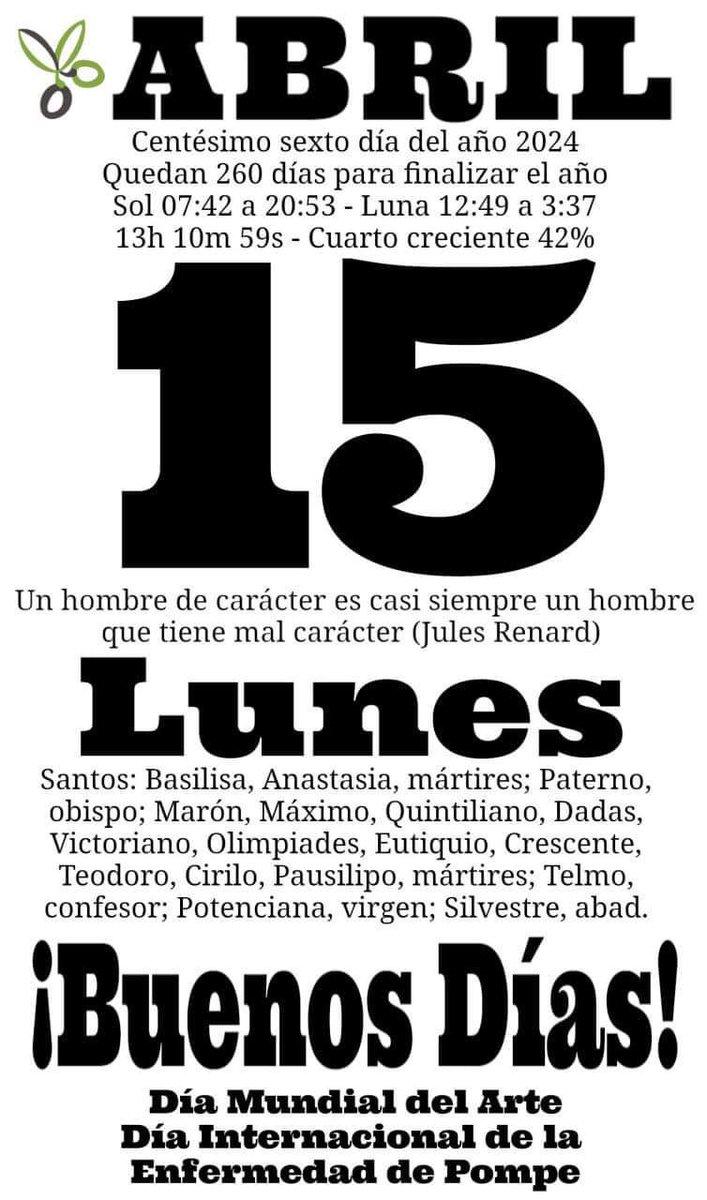 ABRIL
Centésimo sexto día del año 2024
Quedan 260 días para finalizar el año
Sol 07:42 a 20:53 - Luna 12:49 a 3:37
13h 10m 59s - Cuarto creciente 42%
15
Un hombre de carácter es casi siempre un hombre
que tiene mal carácter (Jules Renard)
Lunes
Santos: Basilisa, Anastasia, mártires; Paterno,
obispo; Marón, Máximo, Quintiliano, Dadas,
Victoriano, Olimpiades, Eutiquio, Crescente,
Teodoro, Cirilo, Pausilipo, mártires; Telmo,
confesor; Potenciana, virgen; Silvestre, abad.
¡Buenos Días!
Día Mundial del Arte
Día Internacional de la
Enfermedad de Pompe